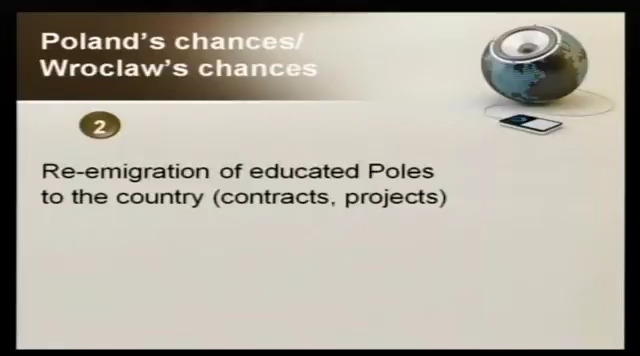 Poland's chances/
Wroclaw's chances
2
Re-emigration of educated Poles
to the country (contracts, projects)